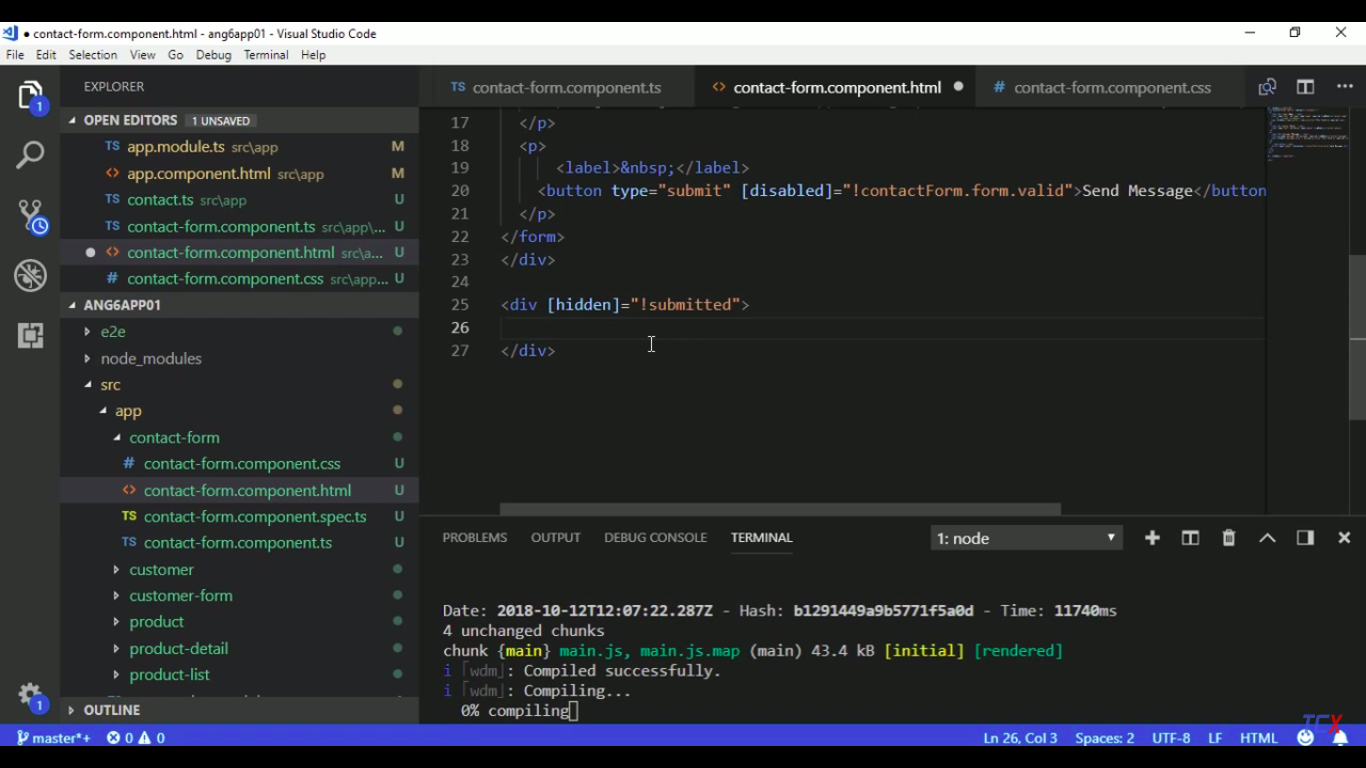 ● contact-form.component.html - ang6app01 - Visual Studio Code
File Edit Selection View Go Debug Terminal Help
EXPLORER
OPEN EDITORS 1 UNSAVED
TS app.module.ts src\app M
<> app.component.html src\app M
TS contact.ts src\app U
TS contact-form.component.ts src\app\... U
● <> contact-form.component.html src\a... U
# contact-form.component.css src\app... U
ANG6APP01
e2e
node_modules
src
app
contact-form
# contact-form.component.css U
<> contact-form.component.html U
TS contact-form.component.spec.ts U
TS contact-form.component.ts U
customer
customer-form
product
product-detail
product-list
OUTLINE
1
1
TS contact-form.component.ts <> contact-form.component.html ● # contact-form.component.css
17 </p>
18 <p>
19 <label>&nbsp;</label>
20 <button type="submit" [disabled]="!contactForm.form.valid">Send Message</button
21 </p>
22 </form>
23 </div>
24
25 <div [hidden]="!submitted">
26
27 </div>
PROBLEMS OUTPUT DEBUG CONSOLE TERMINAL 1: node
Date: 2018-10-12T12:07:22.287Z - Hash: b1291449a9b5771f5a0d - Time: 11740ms
4 unchanged chunks
chunk {main} main.js, main.js.map (main) 43.4 kB [initial] [rendered]
i ｢wdm｣: Compiled successfully.
i ｢wdm｣: Compiling...
0% compiling
TCX
master*+ 0 0 Ln 26, Col 3 Spaces: 2 UTF-8 LF HTML